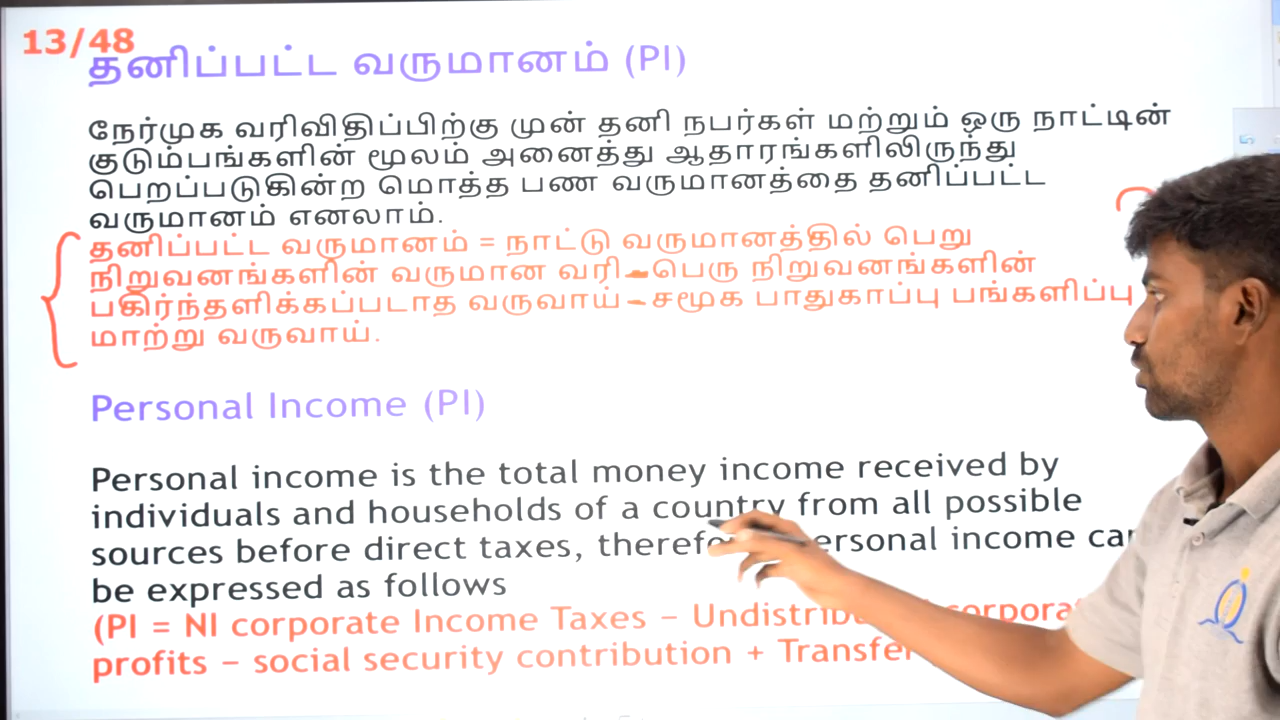 13/48
தனிப்பட்ட வருமானம் (PI)
நேர்முக வரிவிதிப்பிற்கு முன் தனி நபர்கள் மற்றும் ஒரு நாட்டின்
குடும்பங்களின் மூலம் அனைத்து ஆதாரங்களிலிருந்து
பெறப்படுகின்ற மொத்த பண வருமானத்தை தனிப்பட்ட
வருமானம் எனலாம்.
தனிப்பட்ட வருமானம் = நாட்டு வருமானத்தில் பெறு
நிறுவனங்களின் வருமான வரி – பெரு நிறுவனங்களின்
பகிர்ந்தளிக்கப்படாத வருவாய் – சமூக பாதுகாப்பு பங்களிப்பு
மாற்று வருவாய்.
Personal Income (PI)
Personal income is the total money income received by
individuals and households of a country from all possible
sources before direct taxes, personal income can
be expressed as follows
(PI = NI corporate Income Taxes – 
profits – social security contribution + Transfer